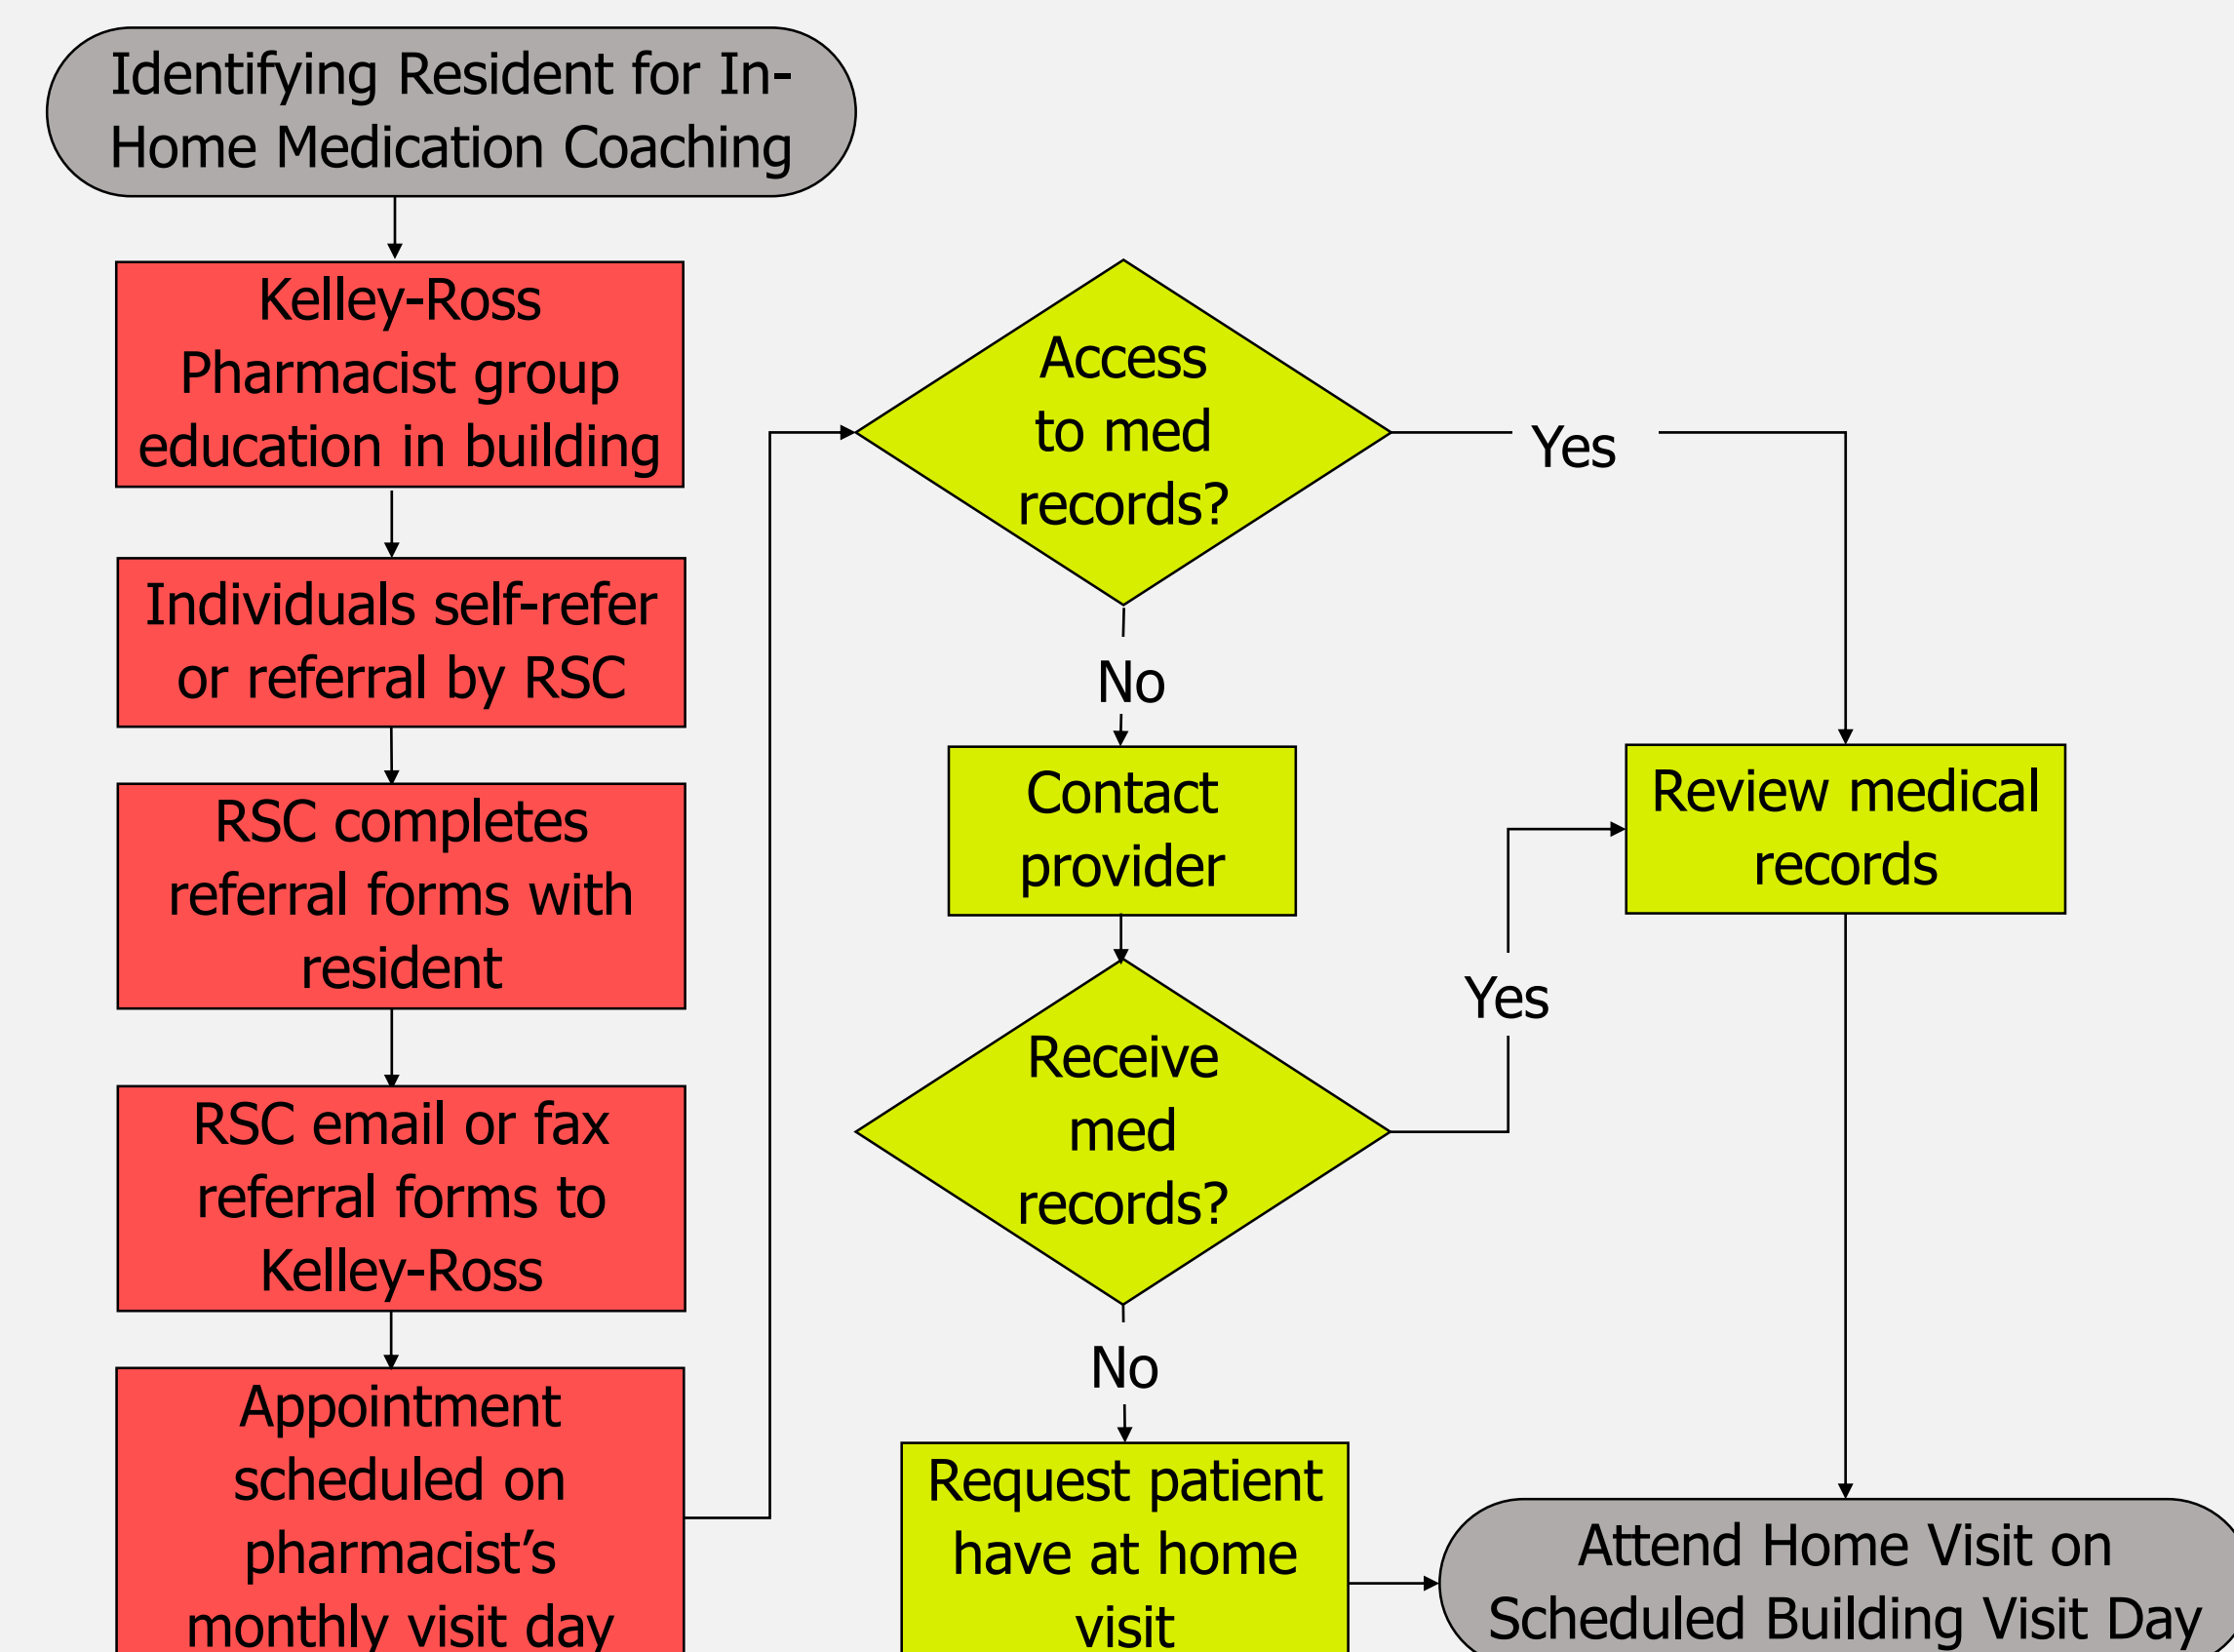 Identifying Resident for In-
Home Medication Coaching
Kelley-Ross
Pharmacist group
education in building
Individuals self-refer
or referral by RSC
RSC completes
referral forms with
resident
RSC email or fax
referral forms to
Kelley-Ross
Appointment
scheduled on
pharmacist’s
monthly visit day
Access
to med
records?
Yes
No
Contact
provider
Review medical
records
Receive
med
records?
Yes
No
Request patient
have at home
visit
Attend Home Visit on
Scheduled Building Visit Day